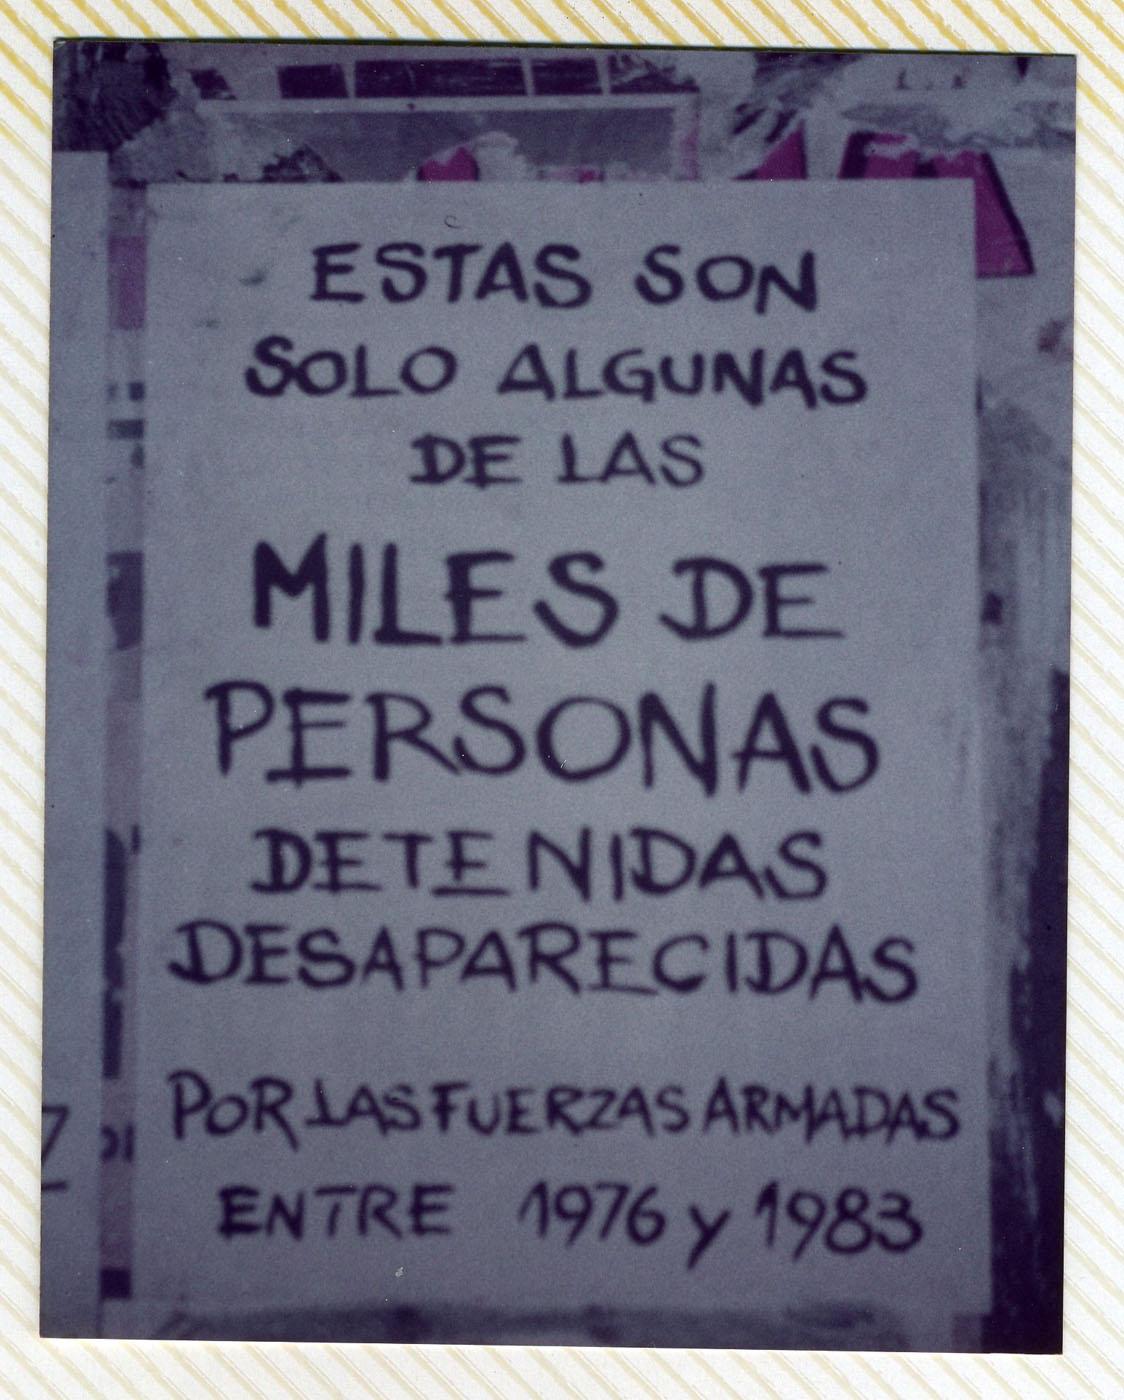 ESTAS SON
SOLO ALGUNAS
DE LAS
MILES DE
PERSONAS
DETENIDAS
DESAPARECIDAS
POR LAS FUERZAS ARMADAS
ENTRE 1976 y 1983